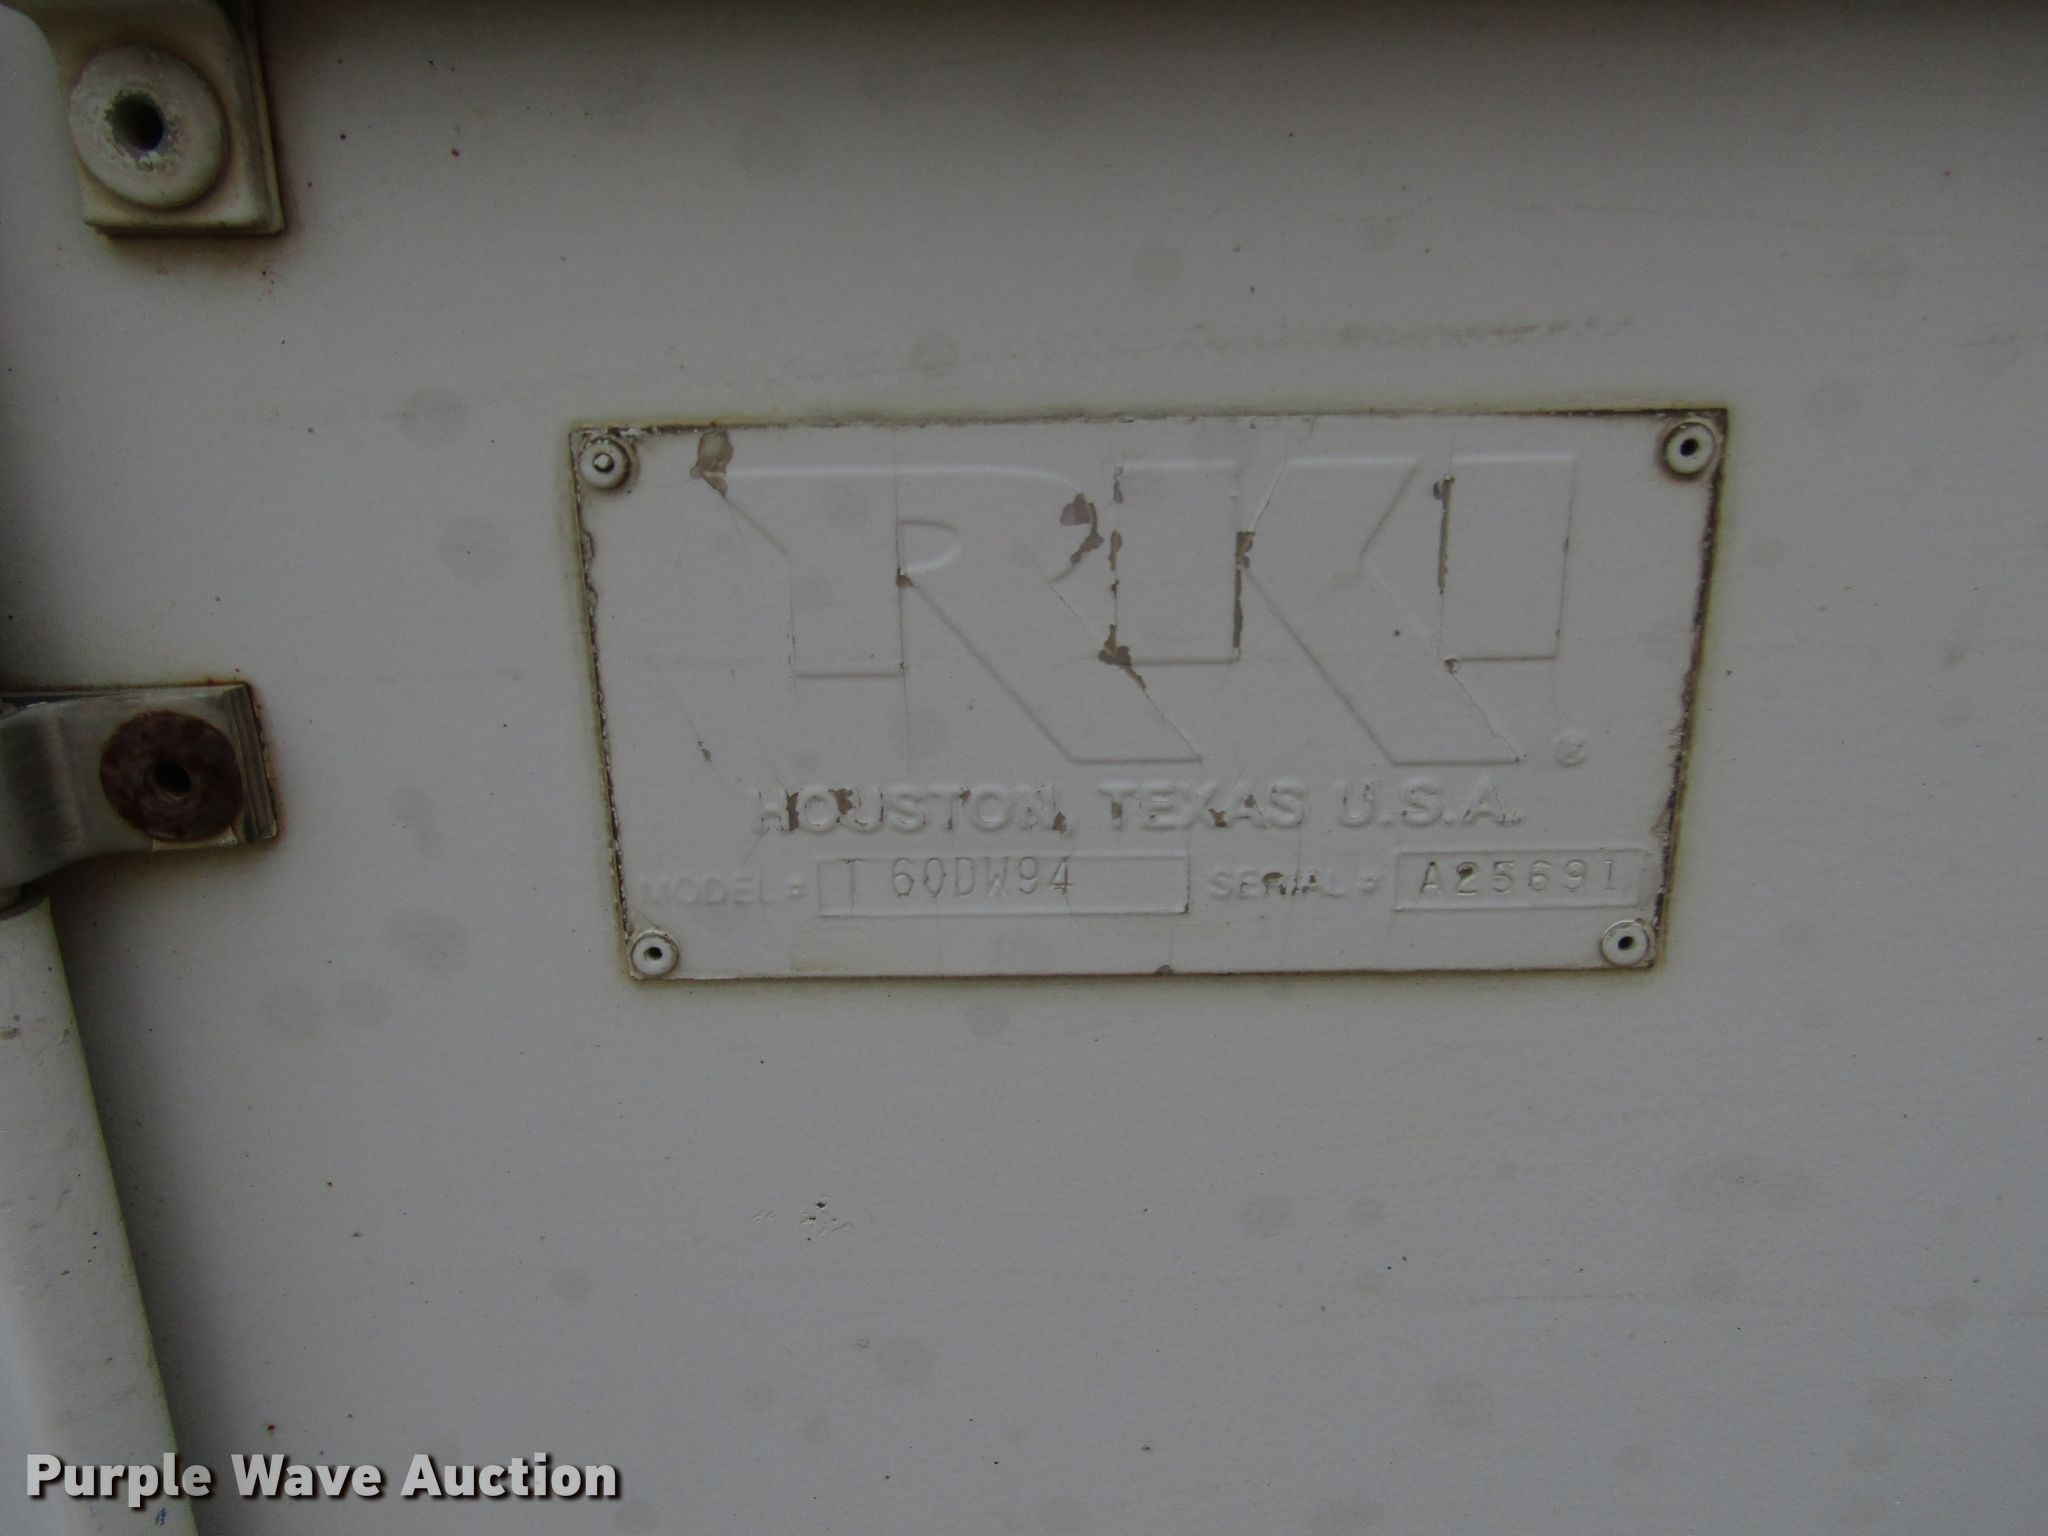 RKI ®
HOUSTON, TEXAS U.S.A.
MODEL # T 60DW94 SERIAL # A25691
Purple Wave Auction